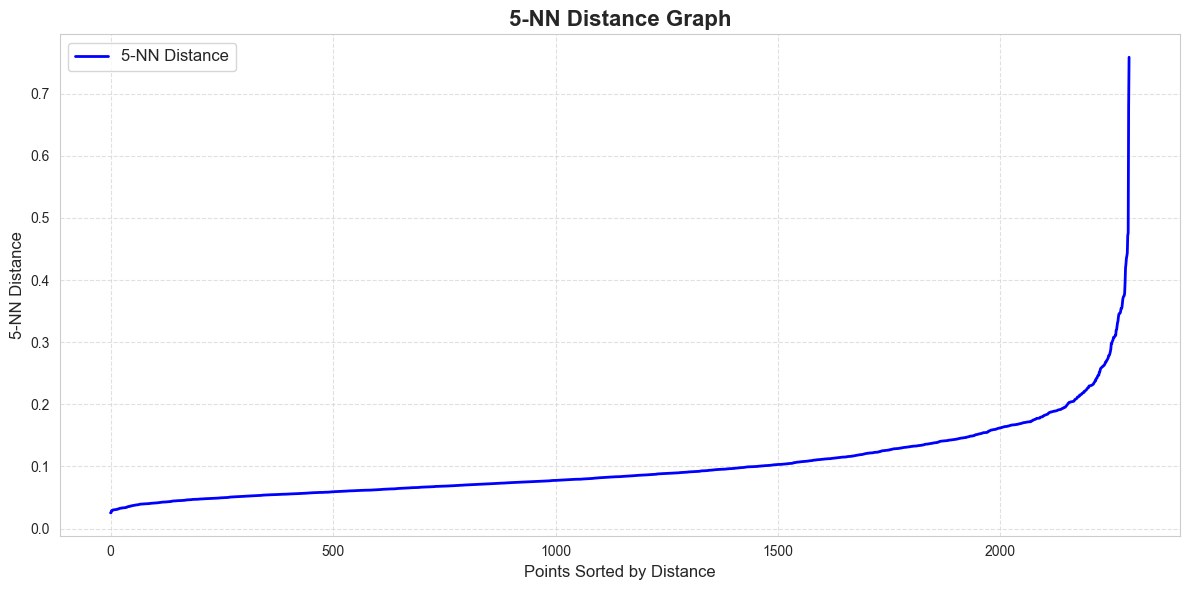 5-NN Distance Graph
5-NN Distance
0.7
0.6
0.5
0.4
0.3
0.2
0.1
0.0
5-NN Distance
0 500 1000 1500 2000
Points Sorted by Distance